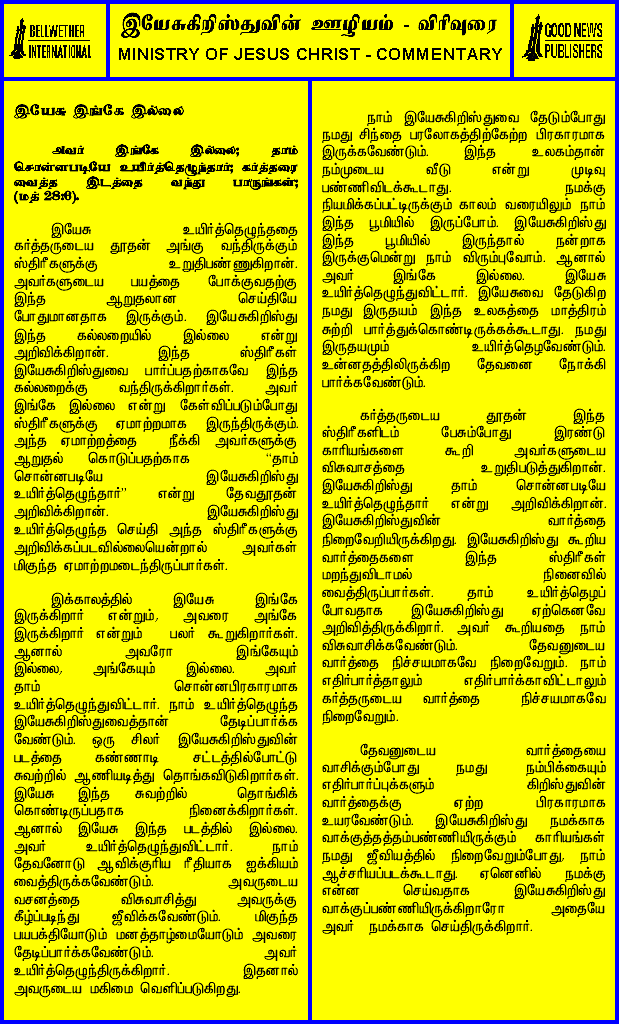 BELLWETHER
INTERNATIONAL
இயேசுகிறிஸ்துவின் ஊழியம் - விரிவுரை
MINISTRY OF JESUS CHRIST - COMMENTARY
GOOD NEWS
PUBLISHERS
இயேசு இங்கே இல்லை
அவர் இங்கே இல்லை; தாம்
சொன்னபடியே உயிர்த்தெழுந்தார்; கர்த்தரை
வைத்த இடத்தை வந்து பாருங்கள்;
(மத் 28:6).
இயேசு உயிர்த்தெழுந்ததை
கர்த்தருடைய தூதன் அங்கு வந்திருக்கும்
ஸ்திரீகளுக்கு உறுதிபண்ணுகிறான்.
அவர்களுடைய பயத்தை போக்குவதற்கு
இந்த ஆறுதலான செய்தியே
போதுமானதாக இருக்கும். இயேசுகிறிஸ்து
இந்த கல்லறையில் இல்லை என்று
அறிவிக்கிறான். இந்த ஸ்திரீகள்
இயேசுகிறிஸ்துவை பார்ப்பதற்காகவே இந்த
கல்லறைக்கு வந்திருக்கிறார்கள். அவர்
இங்கே இல்லை என்று கேள்விப்படும்போது
ஸ்திரீகளுக்கு ஏமாற்றமாக இருந்திருக்கும்.
அந்த ஏமாற்றத்தை நீக்கி அவர்களுக்கு
ஆறுதல் கொடுப்பதற்காக "தாம்
சொன்னபடியே இயேசுகிறிஸ்து
உயிர்த்தெழுந்தார்" என்று தேவதூதன்
அறிவிக்கிறான். இயேசுகிறிஸ்து
உயிர்த்தெழுந்த செய்தி அந்த ஸ்திரீகளுக்கு
அறிவிக்கப்படவில்லையென்றால் அவர்கள்
மிகுந்த ஏமாற்றமடைந்திருப்பார்கள்.
இக்காலத்தில் இயேசு இங்கே
இருக்கிறார் என்றும், அவரை அங்கே
இருக்கிறார் என்றும் பலர் கூறுகிறார்கள்.
ஆனால் அவரோ இங்கேயும்
இல்லை, அங்கேயும் இல்லை. அவர்
தாம் சொன்னபிரகாரமாக
உயிர்த்தெழுந்துவிட்டார். நாம் உயிர்த்தெழுந்த
இயேசுகிறிஸ்துவைத்தான் தேடிப்பார்க்க
வேண்டும். ஒரு சிலர் இயேசுகிறிஸ்துவின்
படத்தை கண்ணாடி சட்டத்தில்போட்டு
சுவற்றில் ஆணியடித்து தொங்கவிடுகிறார்கள்.
இயேசு இந்த சுவற்றில் தொங்கிக்
கொண்டிருப்பதாக நினைக்கிறார்கள்.
ஆனால் இயேசு இந்த படத்தில் இல்லை.
அவர் உயிர்த்தெழுந்துவிட்டார். நாம்
தேவனோடு ஆவிக்குரிய ரீதியாக ஐக்கியம்
வைத்திருக்கவேண்டும். அவருடைய
வசனத்தை விசுவாசித்து அவருக்கு
கீழ்ப்படிந்து ஜீவிக்கவேண்டும். மிகுந்த
பயபக்தியோடும் மனத்தாழ்மையோடும் அவரை
தேடிப்பார்க்கவேண்டும். அவர்
உயிர்த்தெழுந்திருக்கிறார். இதனால்
அவருடைய மகிமை வெளிப்படுகிறது.
நாம் இயேசுகிறிஸ்துவை தேடும்போது
நமது சிந்தை பரலோகத்திற்கேற்ற பிரகாரமாக
இருக்கவேண்டும். இந்த உலகம்தான்
நம்முடைய வீடு என்று முடிவு
பண்ணிவிடக்கூடாது. நமக்கு
நியமிக்கப்பட்டிருக்கும் காலம் வரையிலும் நாம்
இந்த பூமியில் இருப்போம். இயேசுகிறிஸ்து
இந்த பூமியில் இருந்தால் நன்றாக
இருக்குமென்று நாம் விரும்புவோம். ஆனால்
அவர் இங்கே இல்லை. இயேசு
உயிர்த்தெழுந்துவிட்டார். இயேசுவை தேடுகிற
நமது இருதயம் இந்த உலகத்தை மாத்திரம்
சுற்றி பார்த்துக்கொண்டிருக்கக்கூடாது. நமது
இருதயமும் உயிர்த்தெழவேண்டும்.
உன்னதத்திலிருக்கிற தேவனை நோக்கி
பார்க்கவேண்டும்.
கர்த்தருடைய தூதன் இந்த
ஸ்திரீகளிடம் பேசும்போது இரண்டு
காரியங்களை கூறி அவர்களுடைய
விசுவாசத்தை உறுதிபடுத்துகிறான்.
இயேசுகிறிஸ்து தாம் சொன்னபடியே
உயிர்த்தெழுந்தார் என்று அறிவிக்கிறான்.
இயேசுகிறிஸ்துவின் வார்த்தை
நிறைவேறியிருக்கிறது. இயேசுகிறிஸ்து கூறிய
வார்த்தைகளை இந்த ஸ்திரீகள்
மறந்துவிடாமல் நினைவில்
வைத்திருப்பார்கள். தாம் உயிர்த்தெழப்
போவதாக இயேசுகிறிஸ்து ஏற்கெனவே
அறிவித்திருக்கிறார். அவர் கூறியதை நாம்
விசுவாசிக்கவேண்டும். தேவனுடைய
வார்த்தை நிச்சயமாகவே நிறைவேறும். நாம்
எதிர்பார்த்தாலும் எதிர்பார்க்காவிட்டாலும்
கர்த்தருடைய வார்த்தை நிச்சயமாகவே
நிறைவேறும்.
தேவனுடைய வார்த்தையை
வாசிக்கும்போது நமது நம்பிக்கையும்
எதிர்பார்ப்புக்களும் கிறிஸ்துவின்
வார்த்தைக்கு ஏற்ற பிரகாரமாக
உயரவேண்டும். இயேசுகிறிஸ்து நமக்காக
வாக்குத்தத்தம்பண்ணியிருக்கும் காரியங்கள்
நமது ஜீவியத்தில் நிறைவேறும்போது, நாம்
ஆச்சரியப்படக்கூடாது. ஏனெனில் நமக்கு
என்ன செய்வதாக இயேசுகிறிஸ்து
வாக்குப்பண்ணியிருக்கிறாரோ அதையே
அவர் நமக்காக செய்திருக்கிறார்.